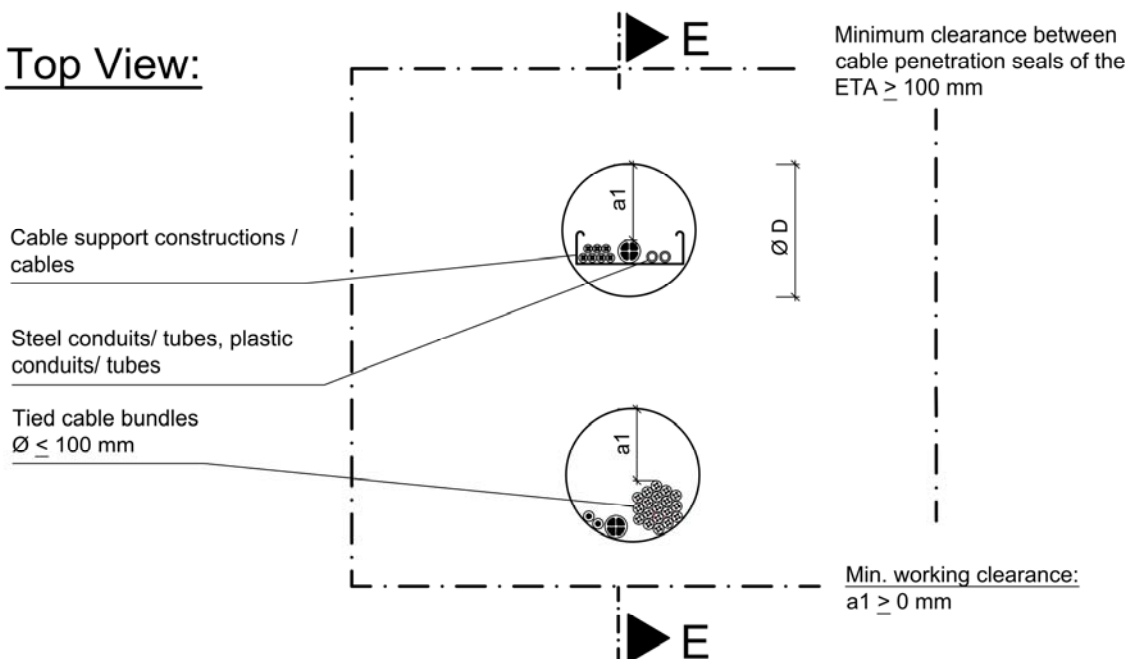 Top View:
E
Minimum clearance between
cable penetration seals of the
ETA ≥ 100 mm
a1
Ø D
Cable support constructions /
cables
Steel conduits/ tubes, plastic
conduits/ tubes
Tied cable bundles
Ø ≤ 100 mm
a1
Min. working clearance:
a1 ≥ 0 mm
E